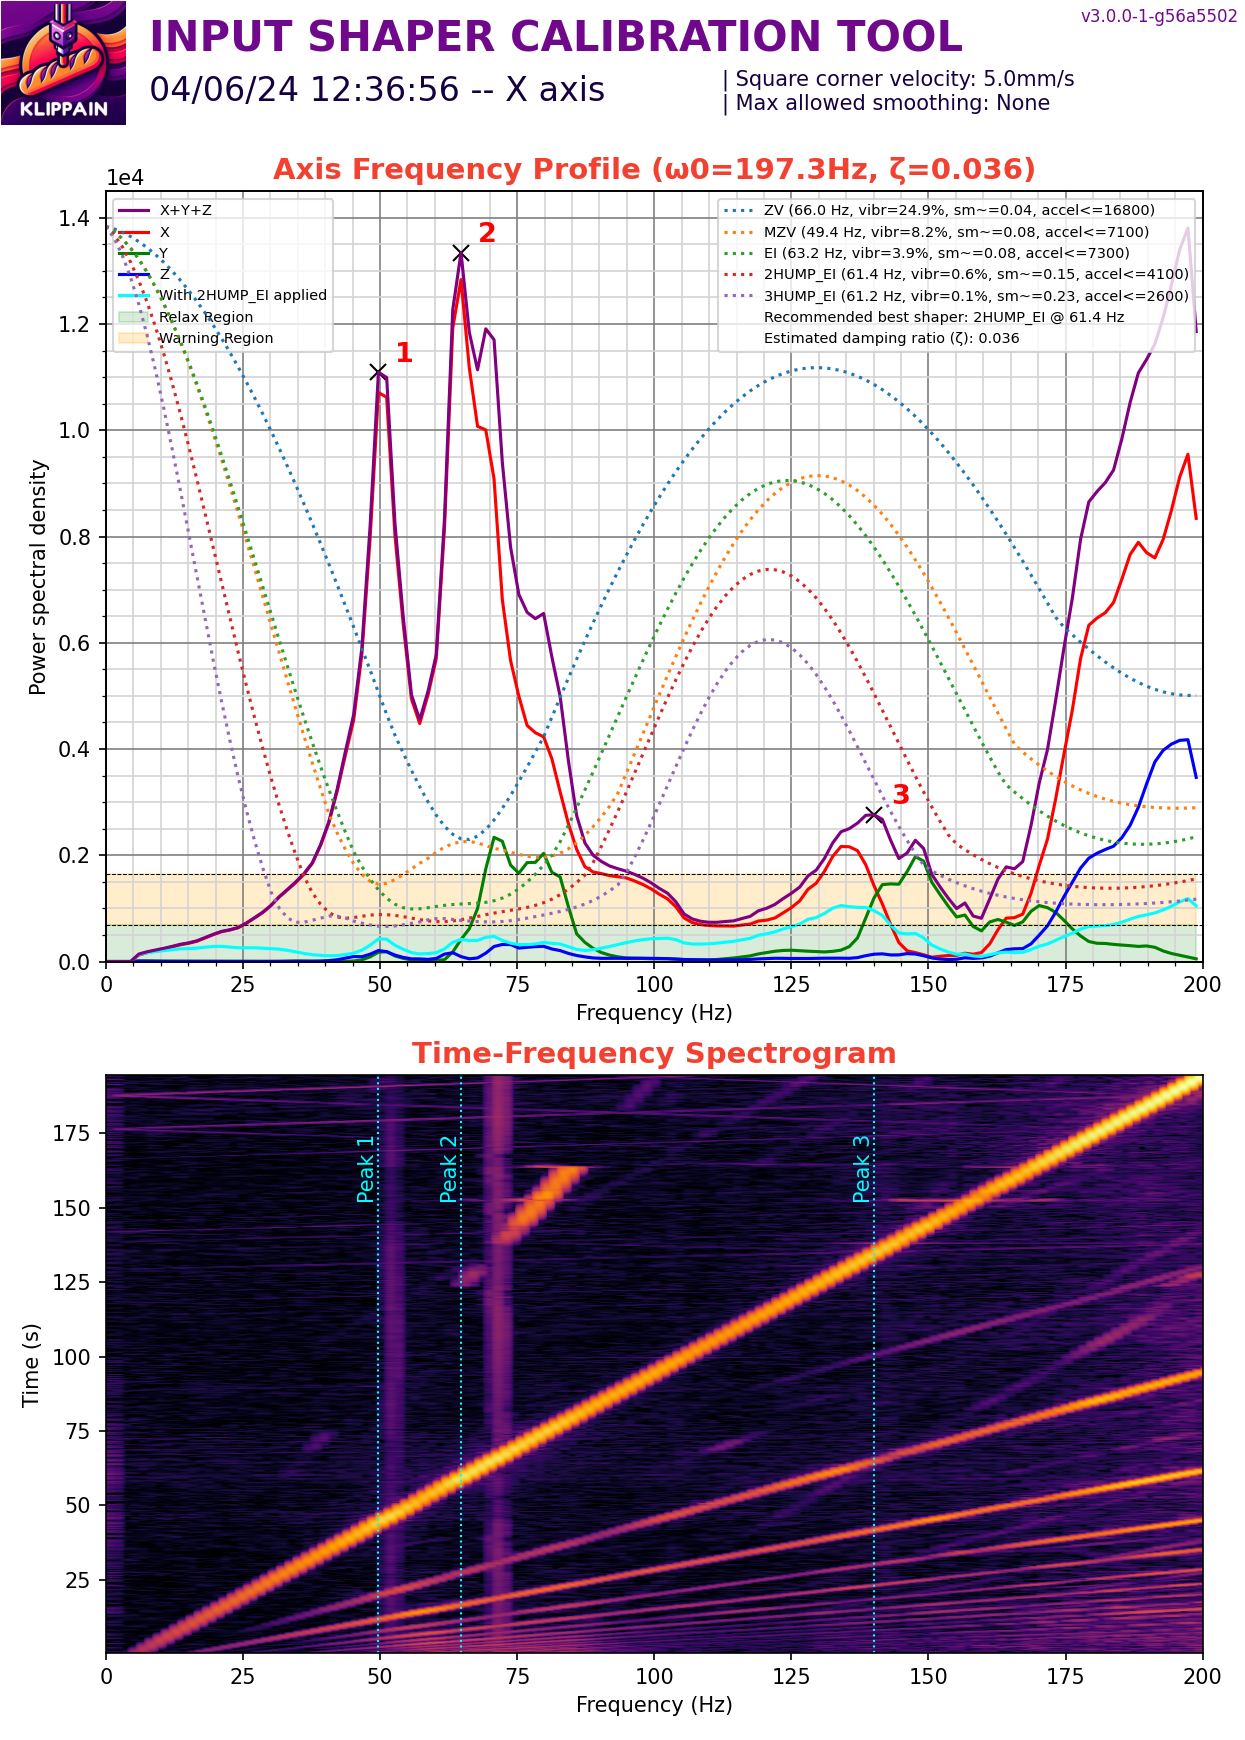 v3.0.0-1-g56a5502
INPUT SHAPER CALIBRATION TOOL
04/06/24 12:36:56 -- X axis
| Square corner velocity: 5.0mm/s
| Max allowed smoothing: None
KLIPPAIN
Axis Frequency Profile (ω0=197.3Hz, ζ=0.036)
1e4
X+Y+Z
X
Y
Z
With 2HUMP_EI applied
Relax Region
Warning Region
ZV (66.0 Hz, vibr=24.9%, sm~=0.04, accel<=16800)
MZV (49.4 Hz, vibr=8.2%, sm~=0.08, accel<=7100)
EI (63.2 Hz, vibr=3.9%, sm~=0.08, accel<=7300)
2HUMP_EI (61.4 Hz, vibr=0.6%, sm~=0.15, accel<=4100)
3HUMP_EI (61.2 Hz, vibr=0.1%, sm~=0.23, accel<=2600)
Recommended best shaper: 2HUMP_EI @ 61.4 Hz
Estimated damping ratio (ζ): 0.036
1
2
3
Power spectral density
1.4
1.2
1.0
0.8
0.6
0.4
0.2
0.0
0 25 50 75 100 125 150 175 200
Frequency (Hz)
Time-Frequency Spectrogram
Peak 1
Peak 2
Peak 3
Time (s)
175
150
125
100
75
50
25
0 25 50 75 100 125 150 175 200
Frequency (Hz)